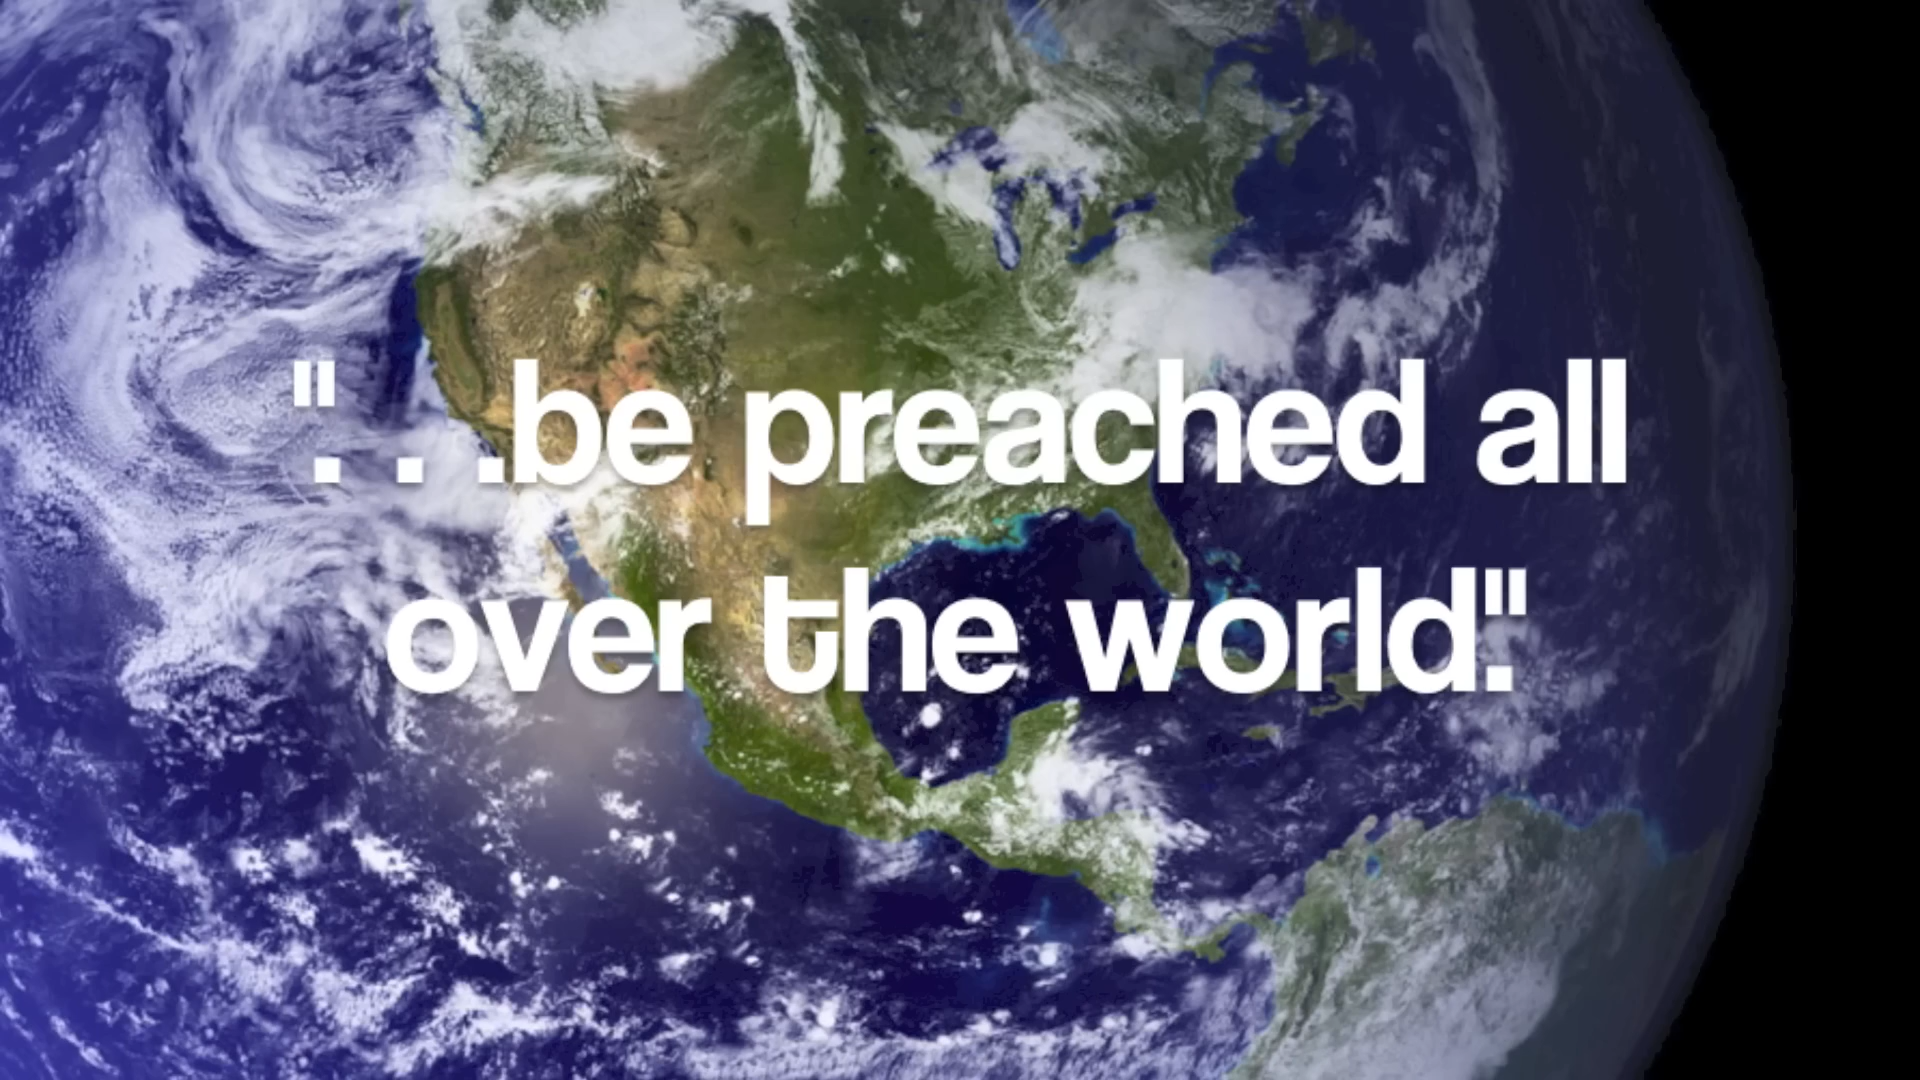 ". . .be preached all
over the world."